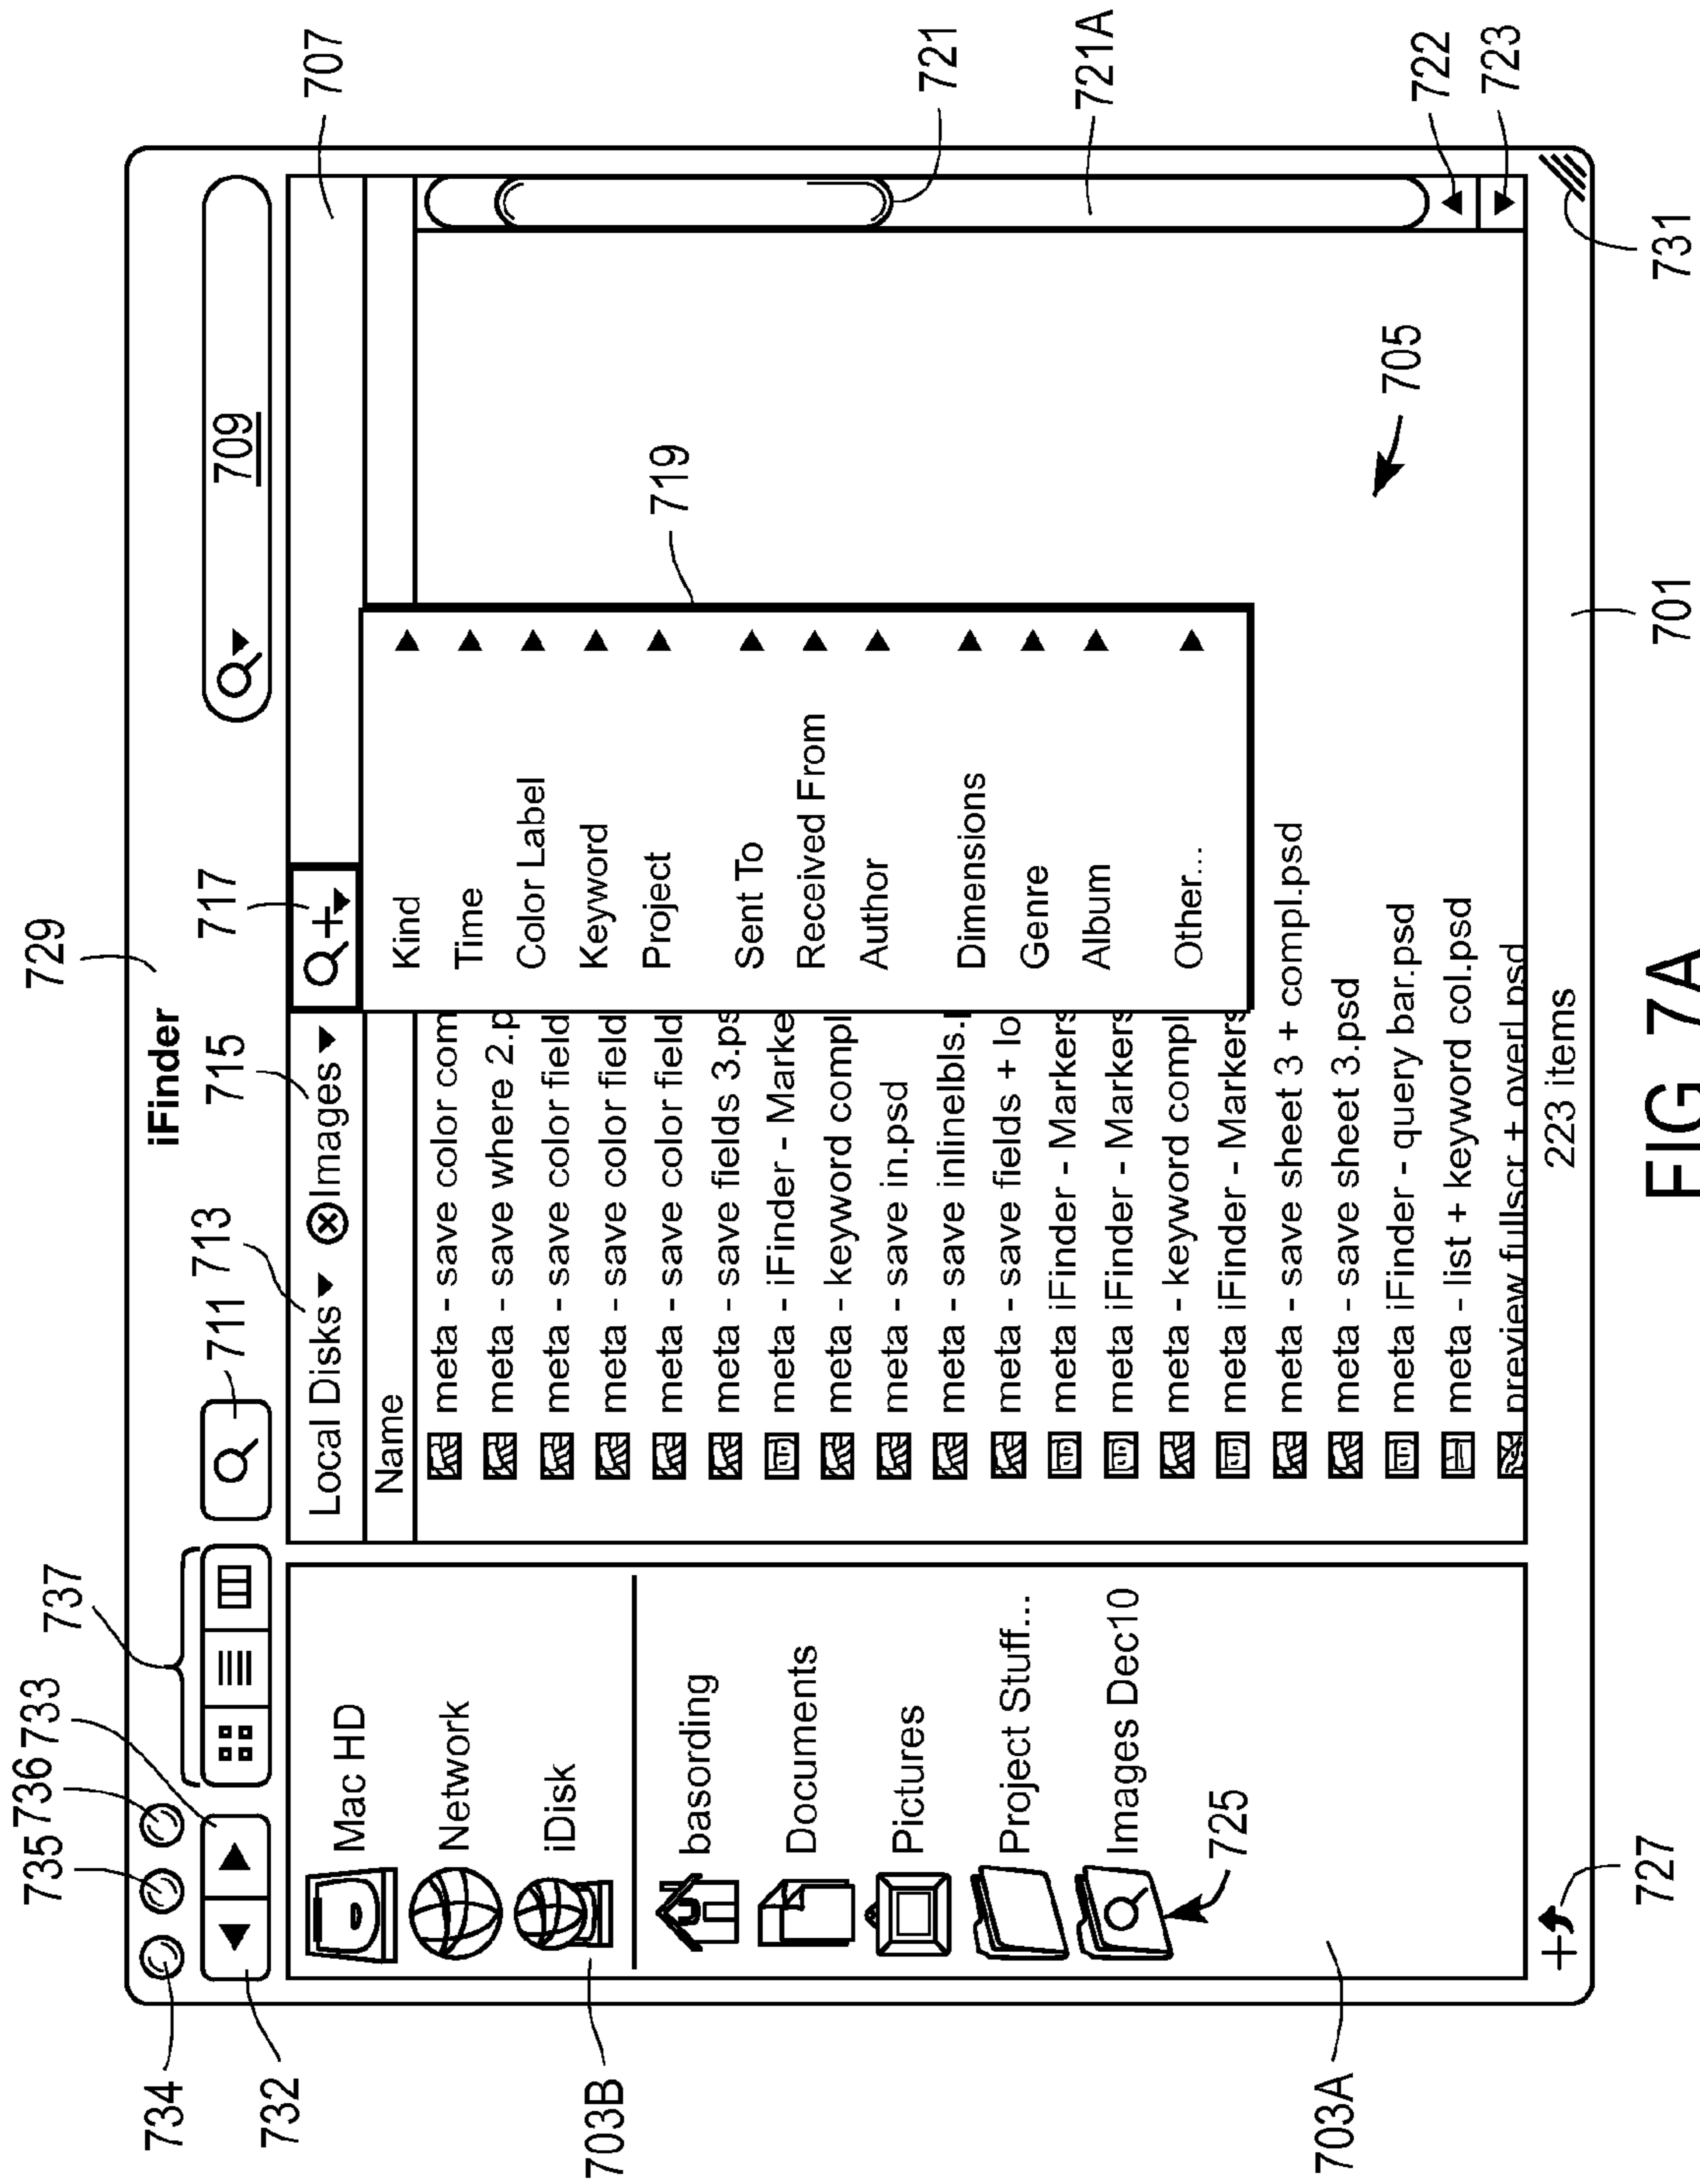 729
iFinder
734
735
736
733
732
737
711
713
715
717
709
707
Local Disks
Images
Name
Mac HD
Network
iDisk
703B
basording
Documents
Pictures
Project Stuff...
Images Dec10
725
703A
727
meta - save color com
meta - save where 2.p
meta - save color field
meta - save color field
meta - save color field
meta - save fields 3.ps
meta - iFinder - Marke
meta - keyword compl
meta - save in.psd
meta - save inlinelbls.
meta - save fields + lo
meta iFinder - Markers
meta iFinder - Markers
meta - keyword compl
meta iFinder - Markers
meta - save sheet 3 + compl.psd
meta - save sheet 3.psd
meta iFinder - query bar.psd
meta - list + keyword col.psd
preview fullscr + overl.psd
Kind
Time
Color Label
Keyword
Project
Sent To
Received From
Author
Dimensions
Genre
Album
Other...
719
705
721
721A
722
723
731
223 items
701
FIG 7A